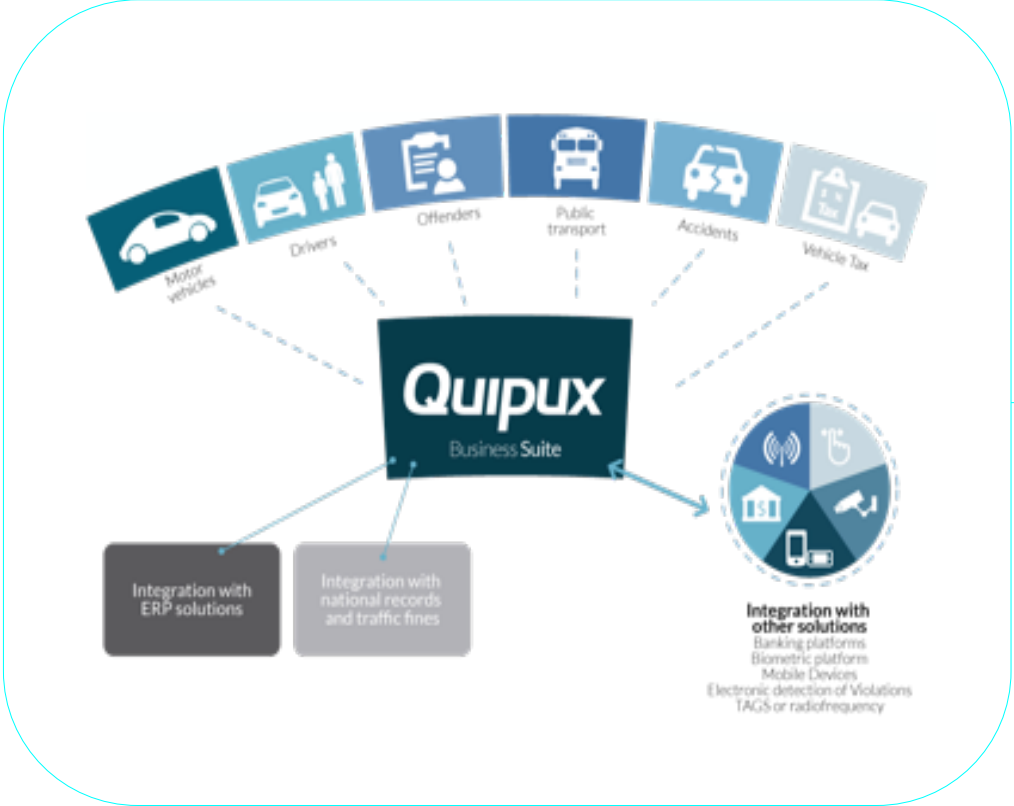 Motor
vehicles
Drivers
Offenders
Public
transport
Accidents
Tax
Vehicle Tax
Quipux
Business Suite
$
Integration with
ERP solutions
Integration with
national records
and traffic fines
Integration with
other solutions
Banking platforms
Biometric platform
Mobile Devices
Electronic detection of Violations
TAGS or radiofrequency